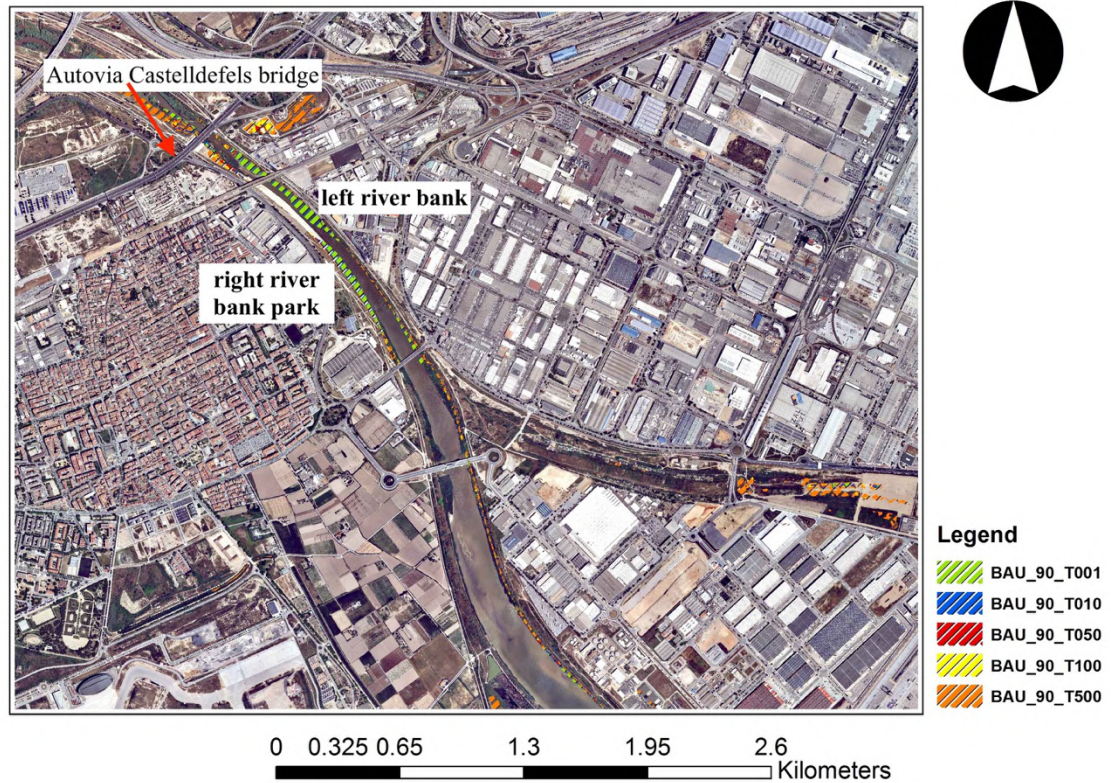 Autovia Castelldefels bridge
left river bank
right river
bank park
Legend
BAU_90_T001
BAU_90_T010
BAU_90_T050
BAU_90_T100
BAU_90_T500
0 0.325 0.65 1.3 1.95 2.6
Kilometers